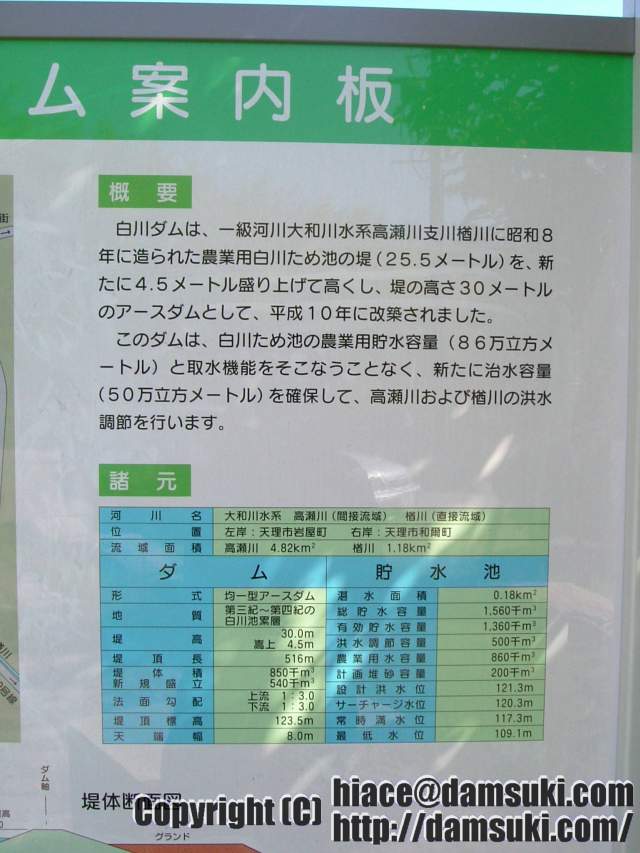 ム案内板
街
概要
白川ダムは、一級河川大和川水系高瀬川支川楢川に昭和8
年に造られた農業用白川ため池の堤(25.5メートル)を、新
たに4.5メートル盛り上げて高くし、堤の高さ30メートル
のアースダムとして、平成10年に改築されました。
このダムは、白川ため池の農業用貯水容量(86万立方メ
ートル)と取水機能をそこなうことなく、新たに治水容量
(50万立方メートル)を確保して、高瀬川および楢川の洪水
調節を行います。
諸元
河川名 大和川水系 高瀬川(間接流域) 楢川(直接流域)
位置 左岸:天理市岩屋町 右岸:天理市和爾町
流域面積 高瀬川 4.82km² 楢川 1.18km²
ダム 貯水池
形式 均一型アースダム 湛水面積 0.18km²
地質 第三紀~第四紀の 総貯水容量 1,560千m³
白川池累層 有効貯水容量 1,360千m³
堤高 30.0m 洪水調節容量 500千m³
嵩上 4.5m
堤頂長 516m 農業用水容量 860千m³
堤体積 850千m³ 計画堆砂容量 200千m³
新規盛立 540千m³ 設計洪水位 121.3m
法面勾配 上流 1:3.0 サーチャージ水位 120.3m
下流 1:3.0
堤頂標高 123.5m 常時満水位 117.3m
天端幅 8.0m 最低水位 109.1m
ダム軸
堤体断面図
グランド
Copyright (C) hiace@damsuki.com
http://damsuki.com/